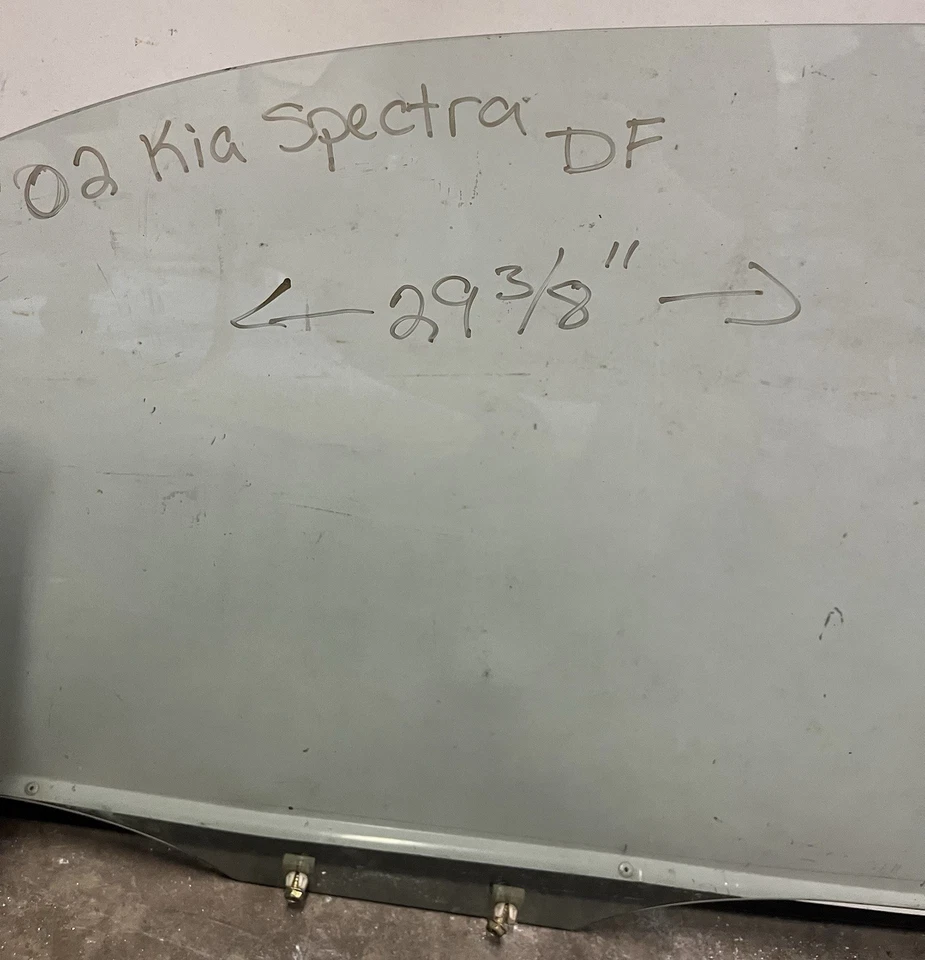 '02 Kia Spectra DF
← 29 3/8" →